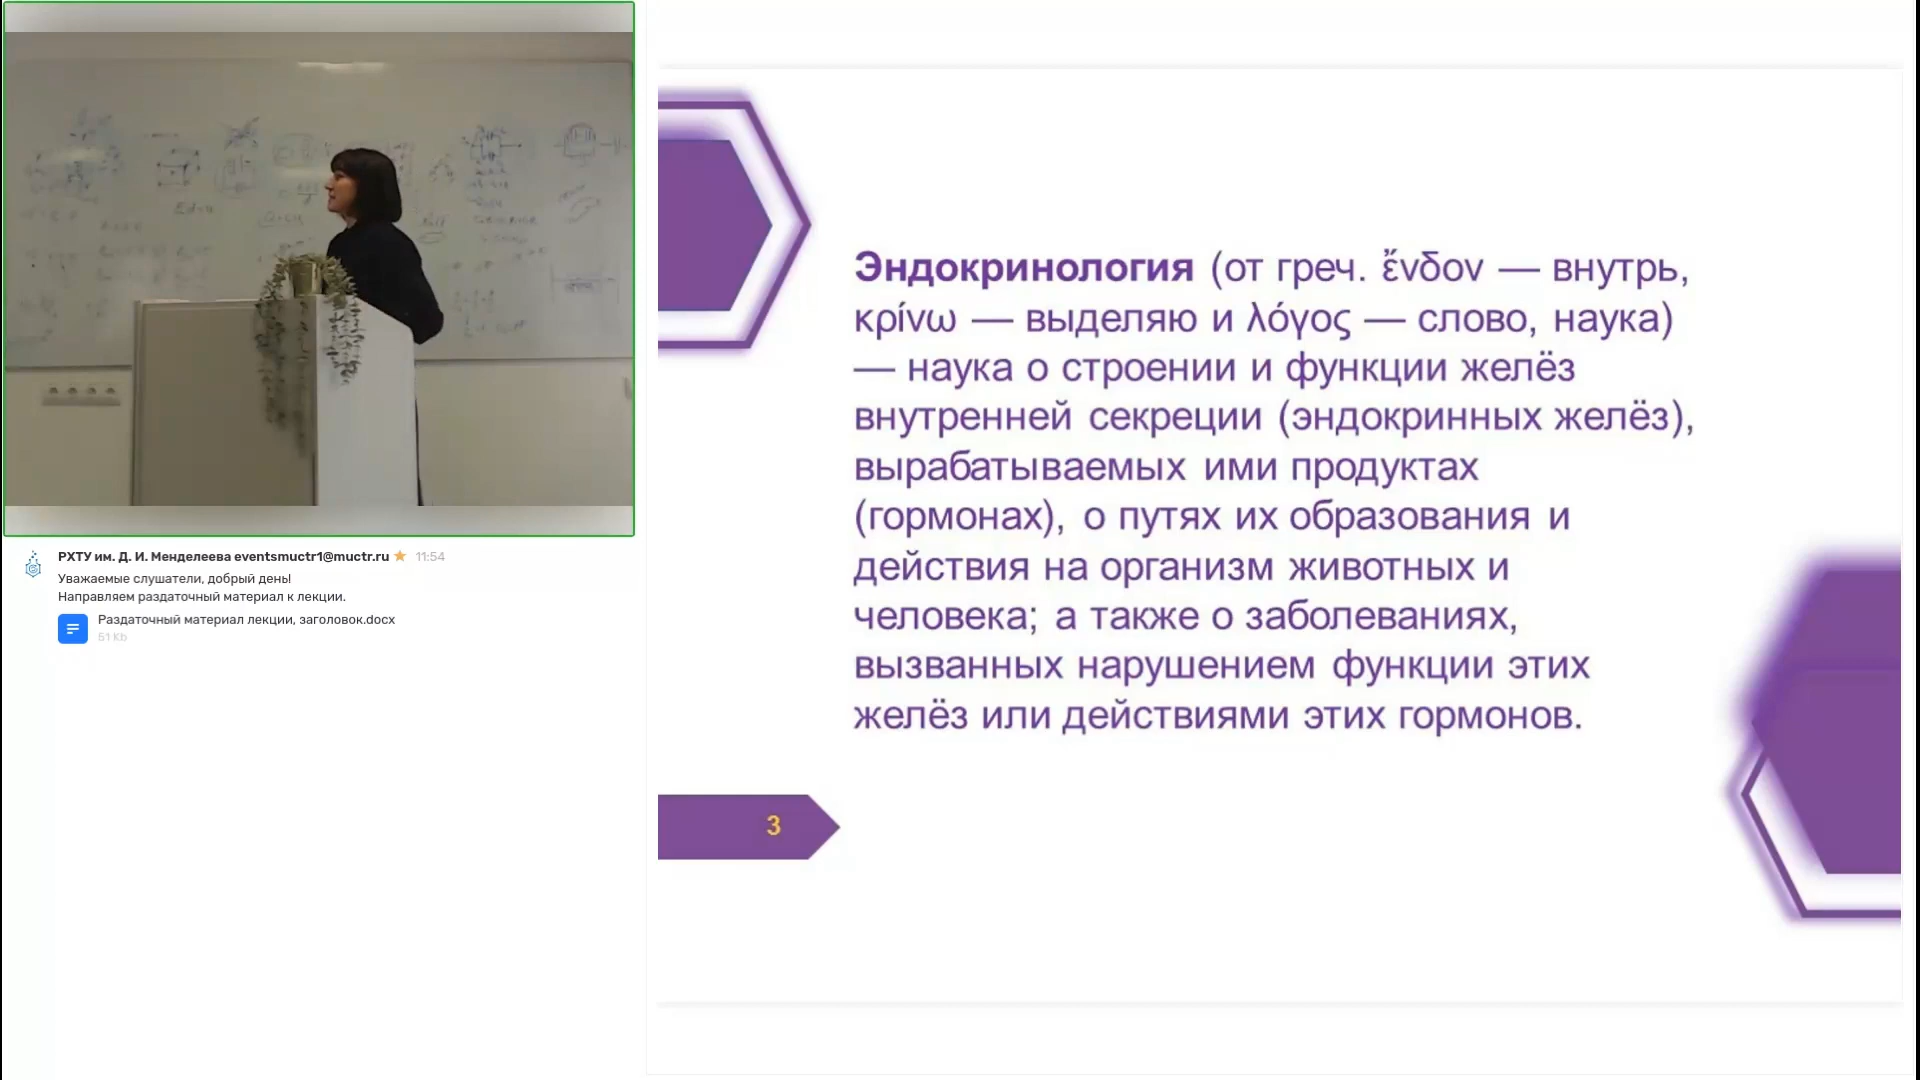 РХТУ им. Д. И. Менделеева eventsmuctr1@muctr.ru 11:54
Уважаемые слушатели, добрый день!
Направляем раздаточный материал к лекции.
Раздаточный материал лекции, заголовок.docx
51 Kb
Эндокринология (от греч. ἔνδον — внутрь,
κρίνω — выделяю и λόγος — слово, наука)
— наука о строении и функции желёз
внутренней секреции (эндокринных желёз),
вырабатываемых ими продуктах
(гормонах), о путях их образования и
действия на организм животных и
человека; а также о заболеваниях,
вызванных нарушением функции этих
желёз или действиями этих гормонов.
3